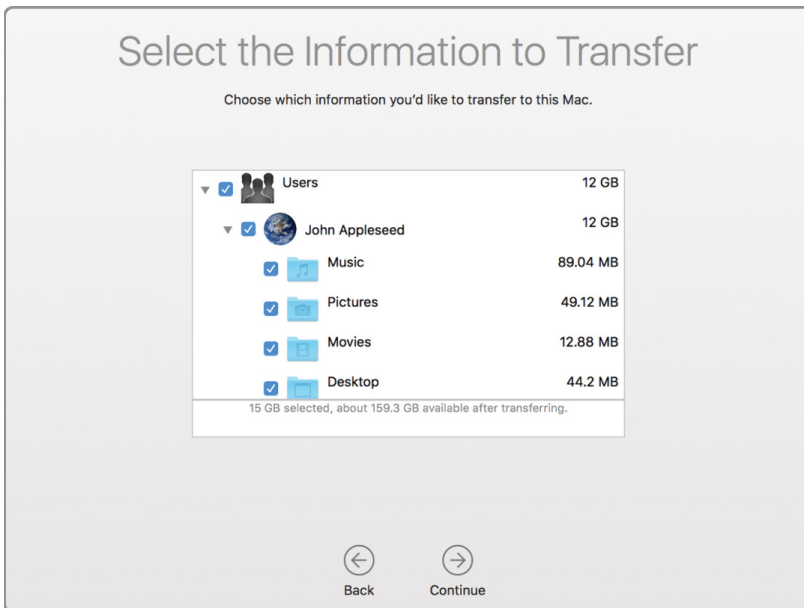 Select the Information to Transfer
Choose which information you'd like to transfer to this Mac.
Users 12 GB
John Appleseed 12 GB
Music 89.04 MB
Pictures 49.12 MB
Movies 12.88 MB
Desktop 44.2 MB
15 GB selected, about 159.3 GB available after transferring.
Back Continue